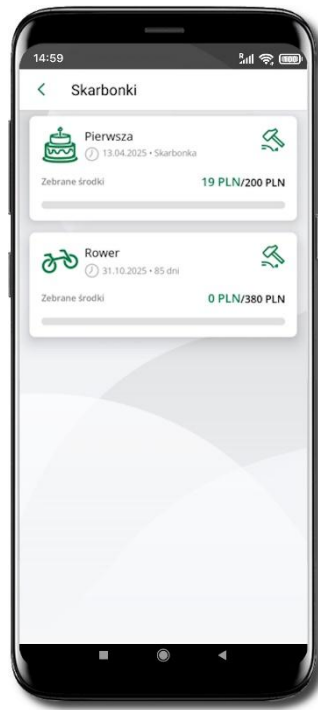 14:59
Skarbonki
Pierwsza
13.04.2025 • Skarbonka
Zebrane środki 19 PLN/200 PLN
Rower
31.10.2025 • 85 dni
Zebrane środki 0 PLN/380 PLN